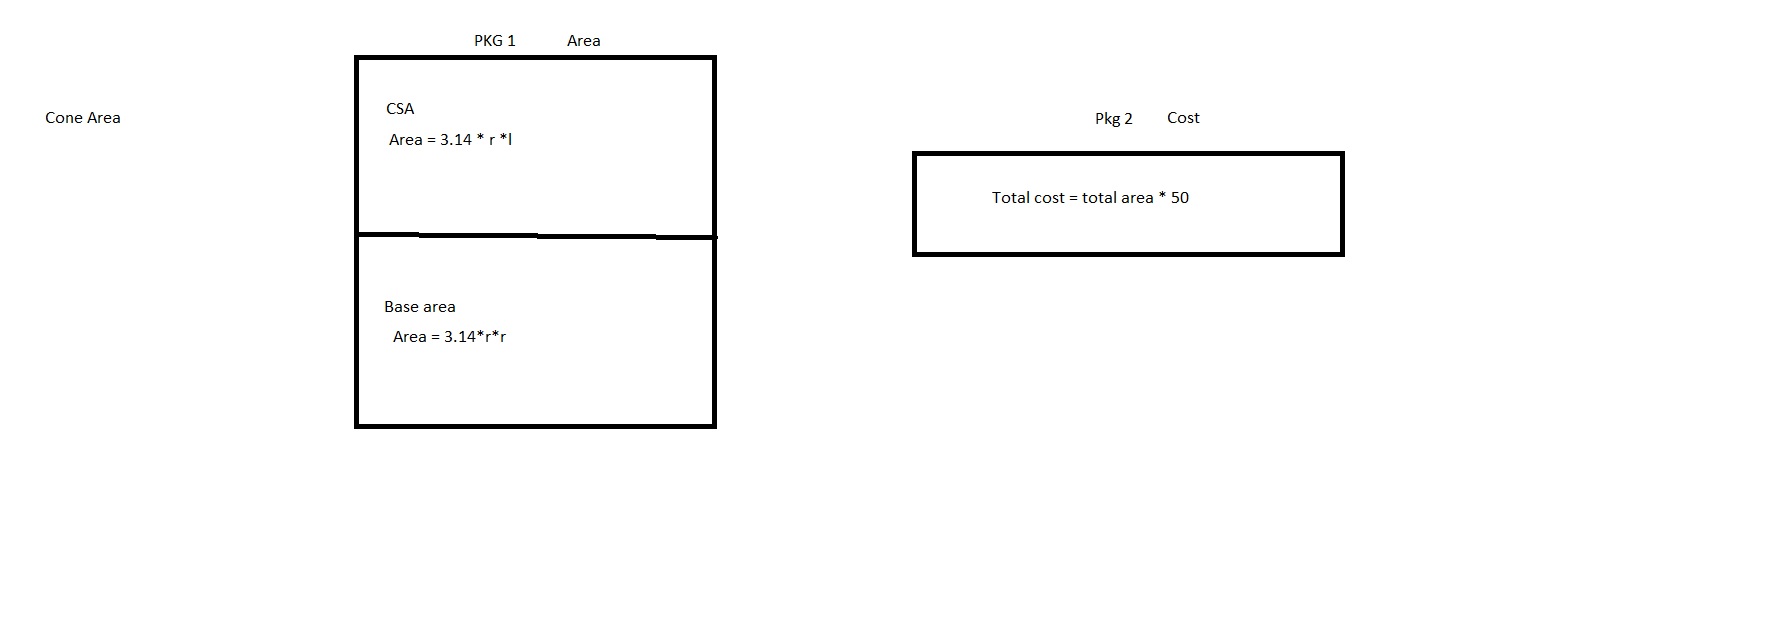 Cone Area
PKG 1 Area
CSA
Area = 3.14 * r *l
Base area
Area = 3.14*r*r
Pkg 2 Cost
Total cost = total area * 50